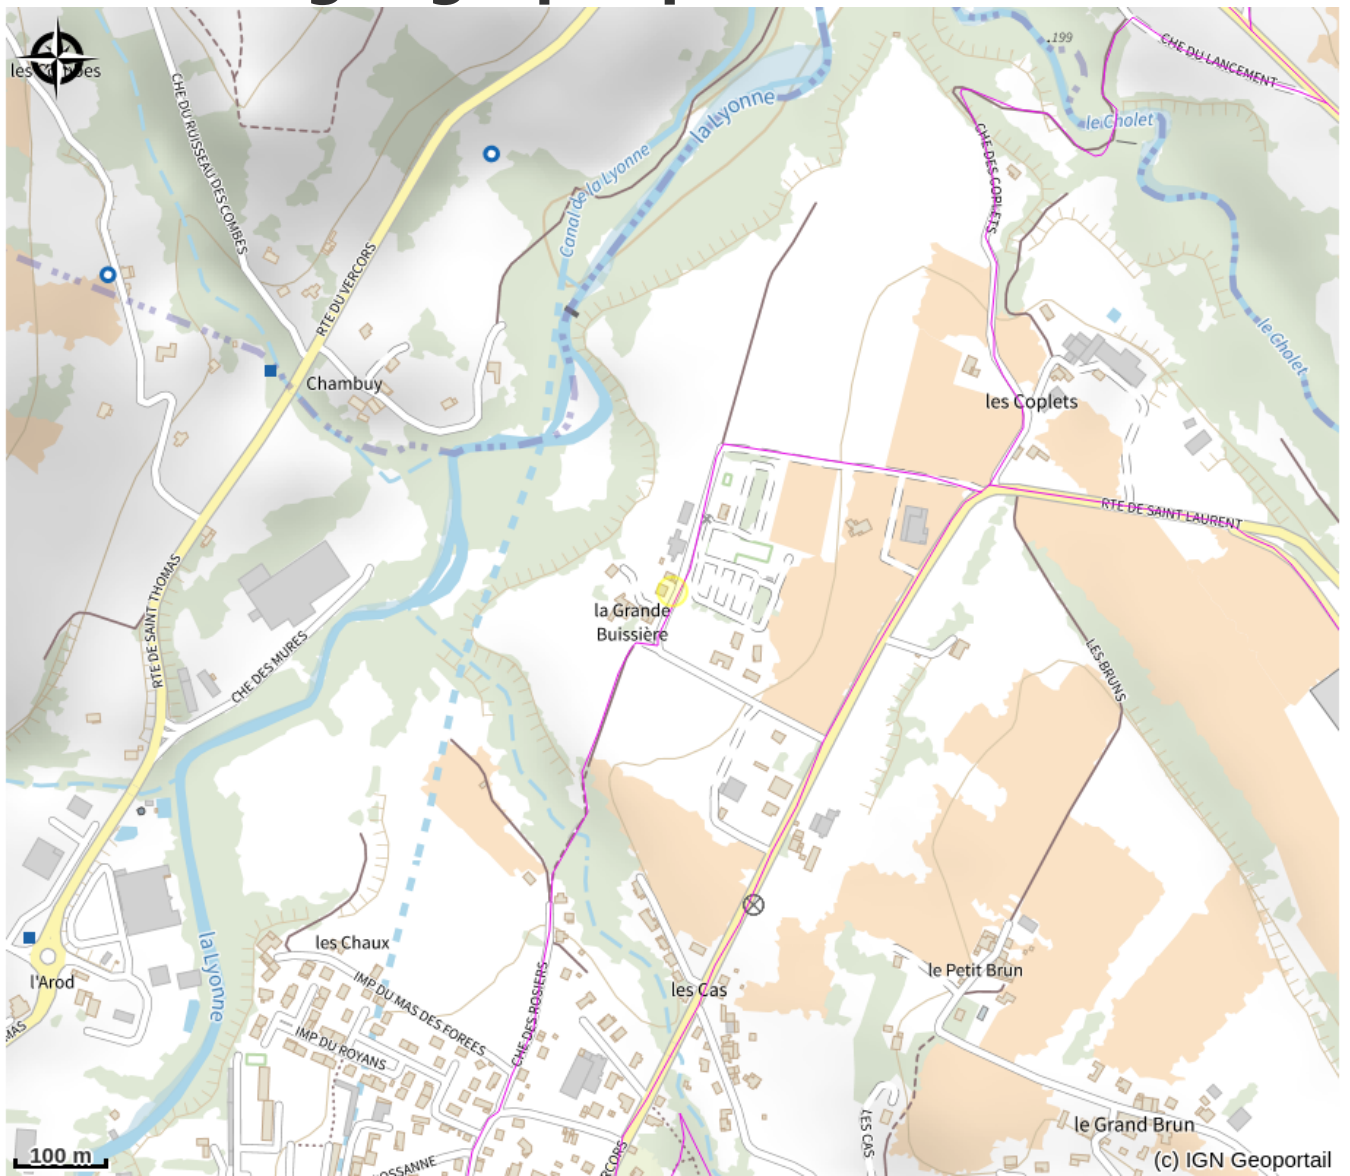 les Combes
199
CHE DU LANCEMENT
CHE DU RUISSEAU DES COMBES
la Lyonne
le Cholet
Canal de la Lyonne
CHE DES COPLETS
RTE DU VERCORS
le Cholet
Chambuy
les Coplets
RTE DE SAINT LAURENT
RTE DE SAINT THOMAS
la Grande
Buissière
CHE DES MURES
LES BRUNS
les Chaux
la Lyonne
l'Arod
IMP DU MAS DES FOREES
CHE DES ROSIERS
les Cas
le Petit Brun
IMP DU ROYANS
MAS
le Grand Brun
LES CAS
RCORS
OSSANNE
100 m
(c) IGN Geoportail